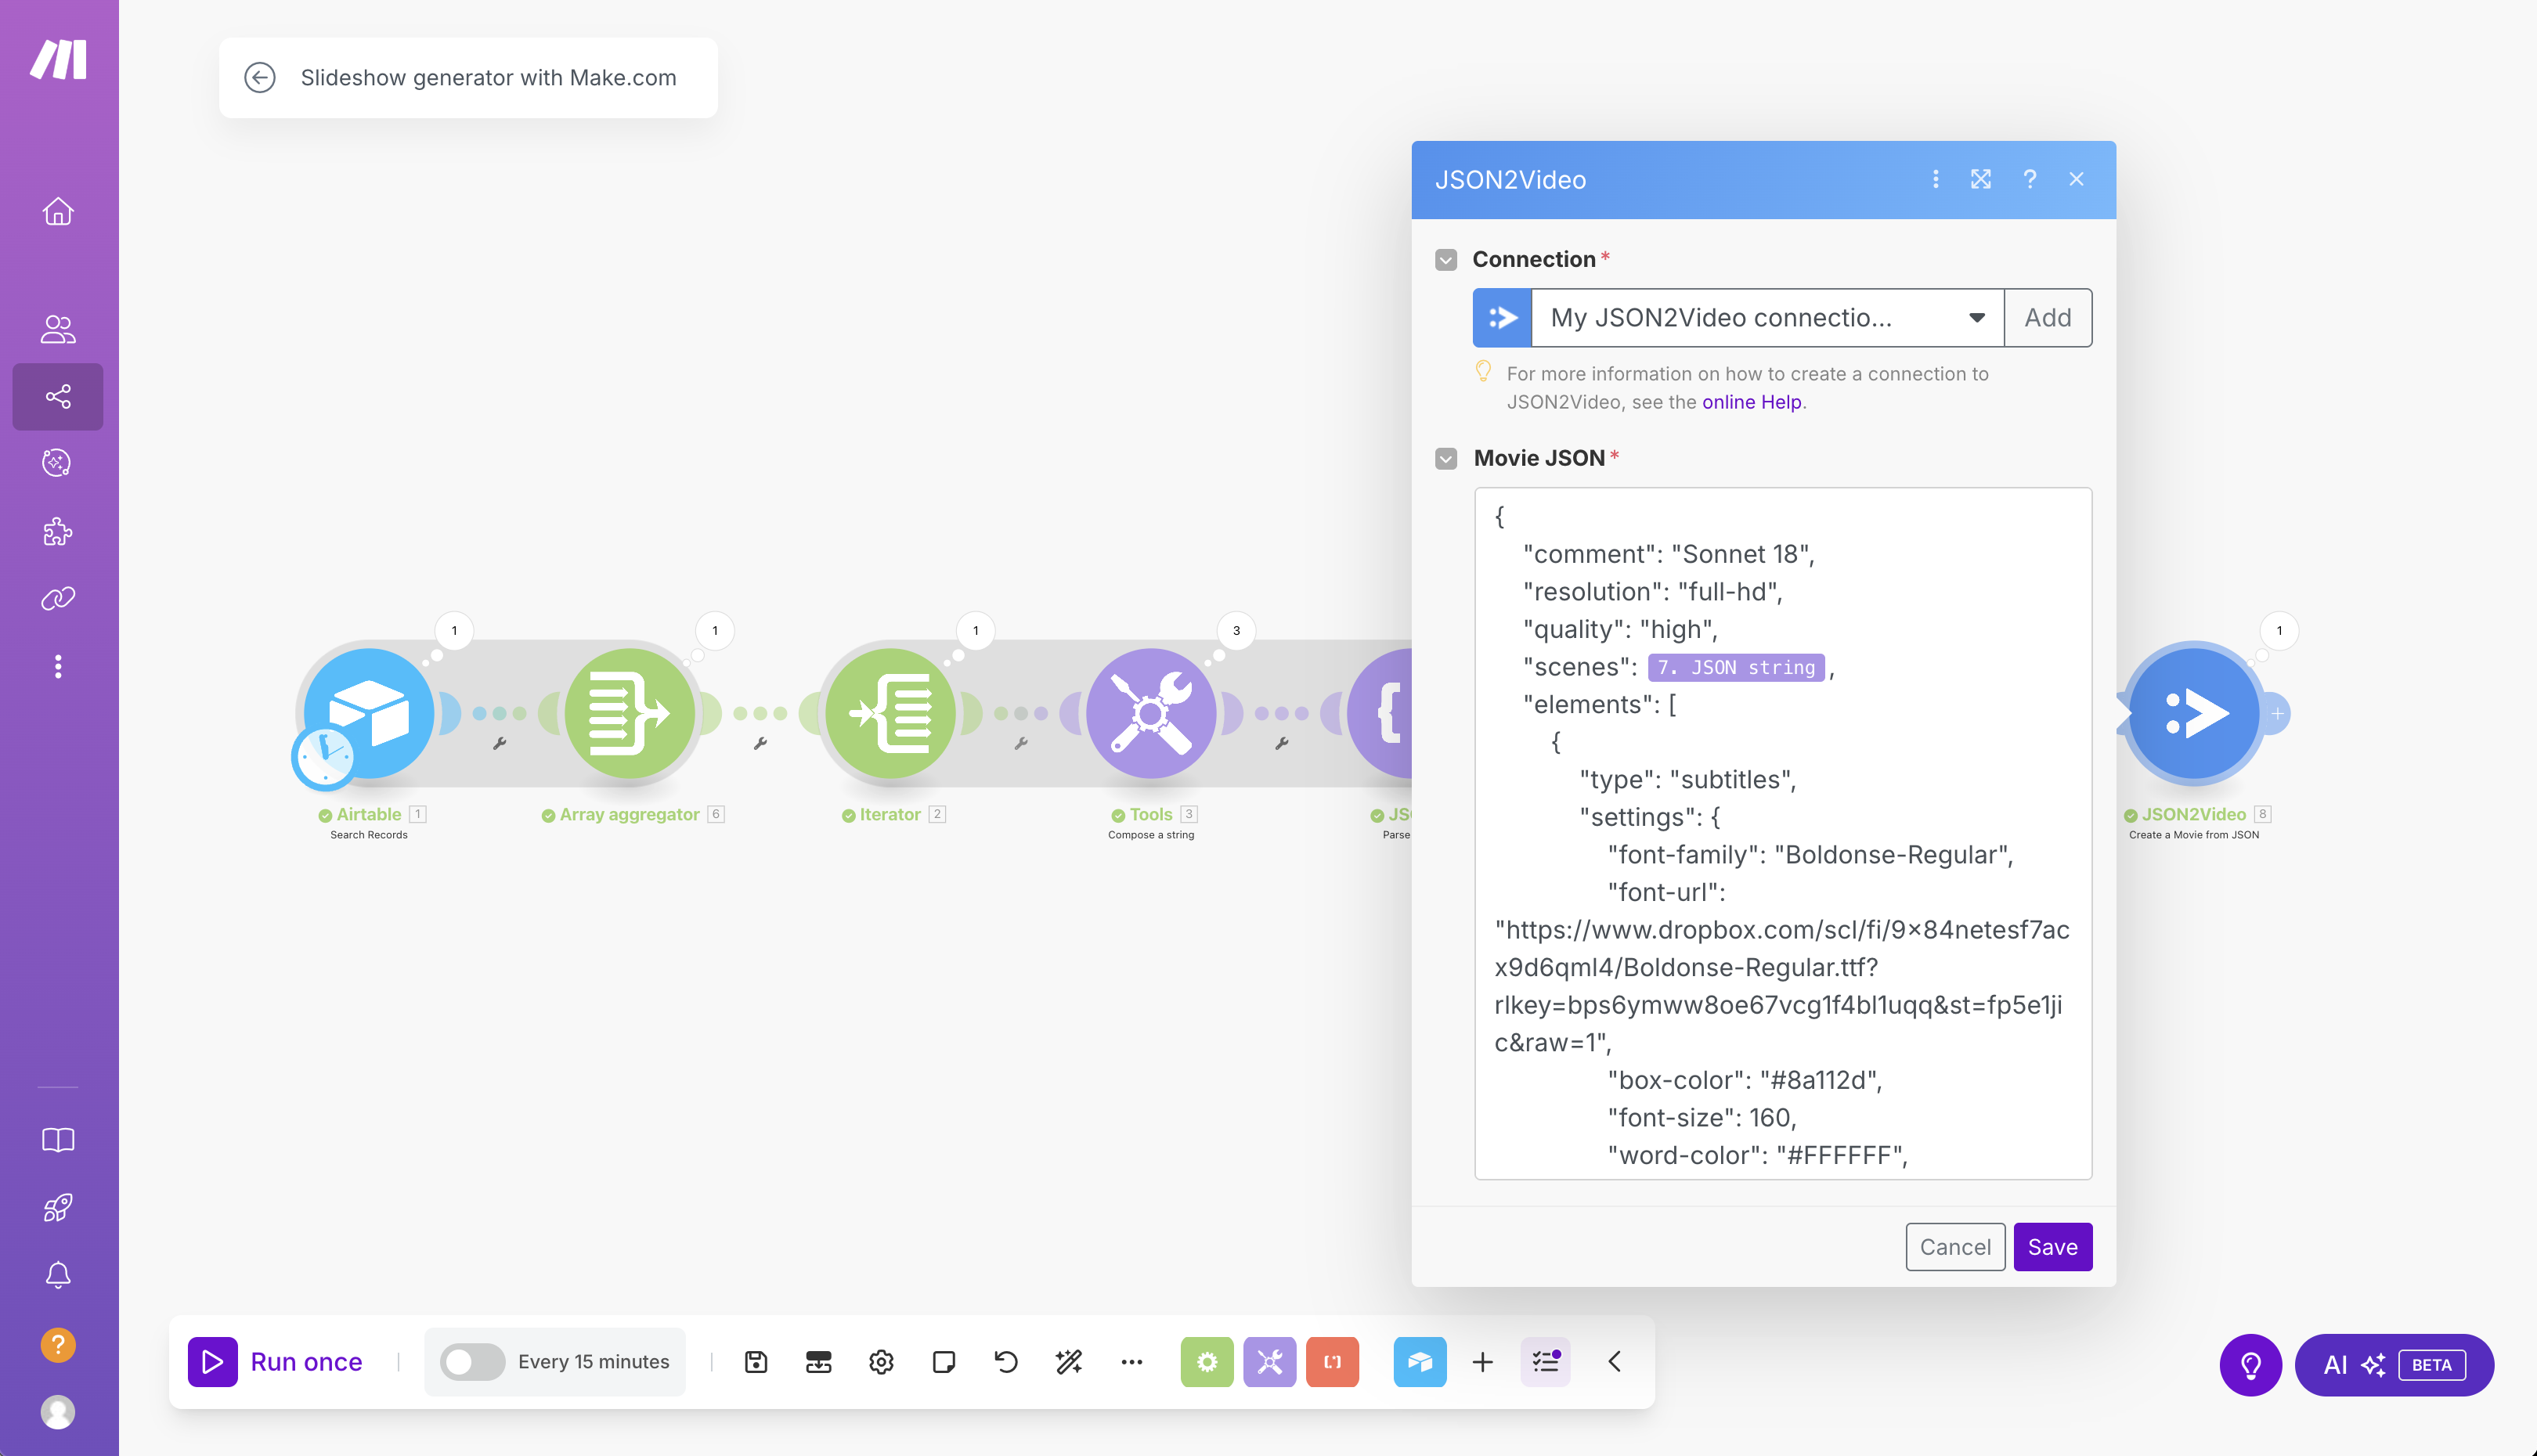 Slideshow generator with Make.com
JSON2Video
Connection *
My JSON2Video connectio...
Add
For more information on how to create a connection to
JSON2Video, see the online Help.
Movie JSON *
{
"comment": "Sonnet 18",
"resolution": "full-hd",
"quality": "high",
"scenes": 7. JSON string ,
"elements": [
{
"type": "subtitles",
"settings": {
"font-family": "Boldonse-Regular",
"font-url":
"https://www.dropbox.com/scl/fi/9x84netesf7ac
x9d6qml4/Boldonse-Regular.ttf?
rlkey=bps6ymww8oe67vcg1f4bl1uqq&st=fp5e1ji
c&raw=1",
"box-color": "#8a112d",
"font-size": 160,
"word-color": "#FFFFFF",
Cancel
Save
1
1
1
3
1
Airtable 1
Search Records
Array aggregator 6
Iterator 2
Tools 3
Compose a string
JS
Parse
JSON2Video 8
Create a Movie from JSON
Run once
Every 15 minutes
AI BETA